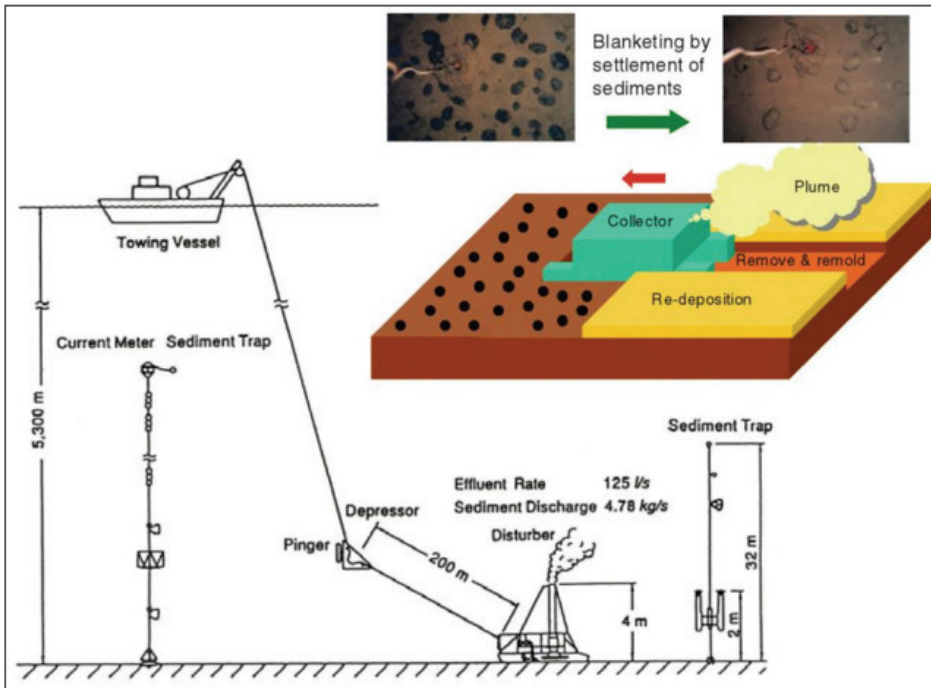 Blanketing by
settlement of
sediments
Plume
Collector
Remove & remold
Re-deposition
Towing Vessel
Current Meter Sediment Trap
5,300 m
Sediment Trap
Effluent Rate 125 l/s
Sediment Discharge 4.78 kg/s
Depressor
Disturber
Pinger
200 m
32 m
4 m
2 m